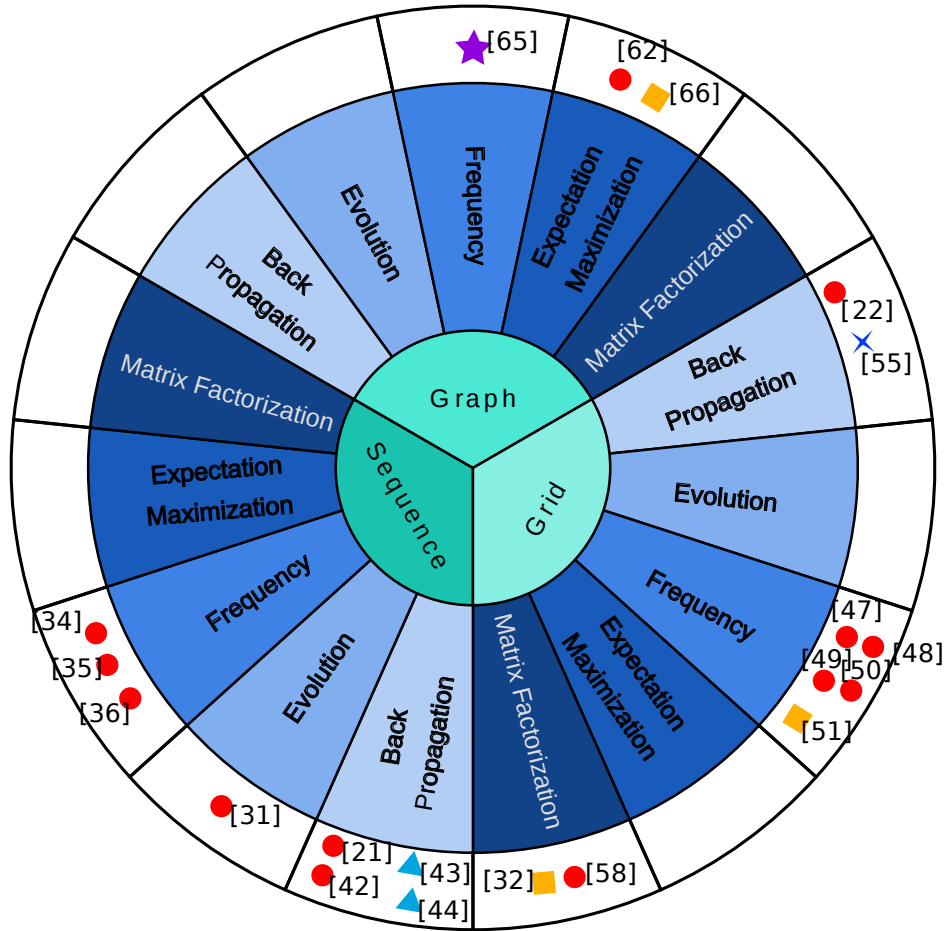 [65]
[62]
[66]
Frequency
Expectation
Maximization
Evolution
Matrix Factorization
Back
Propagation
[22]
[55]
Back
Propagation
Matrix Factorization
Graph
Sequence
Grid
Expectation
Maximization
Evolution
Frequency
Frequency
[34]
[35]
[36]
[47]
[48]
[49]
[50]
[51]
Evolution
Back
Propagation
Matrix Factorization
Expectation
Maximization
[31]
[21]
[42]
[43]
[44]
[32]
[58]